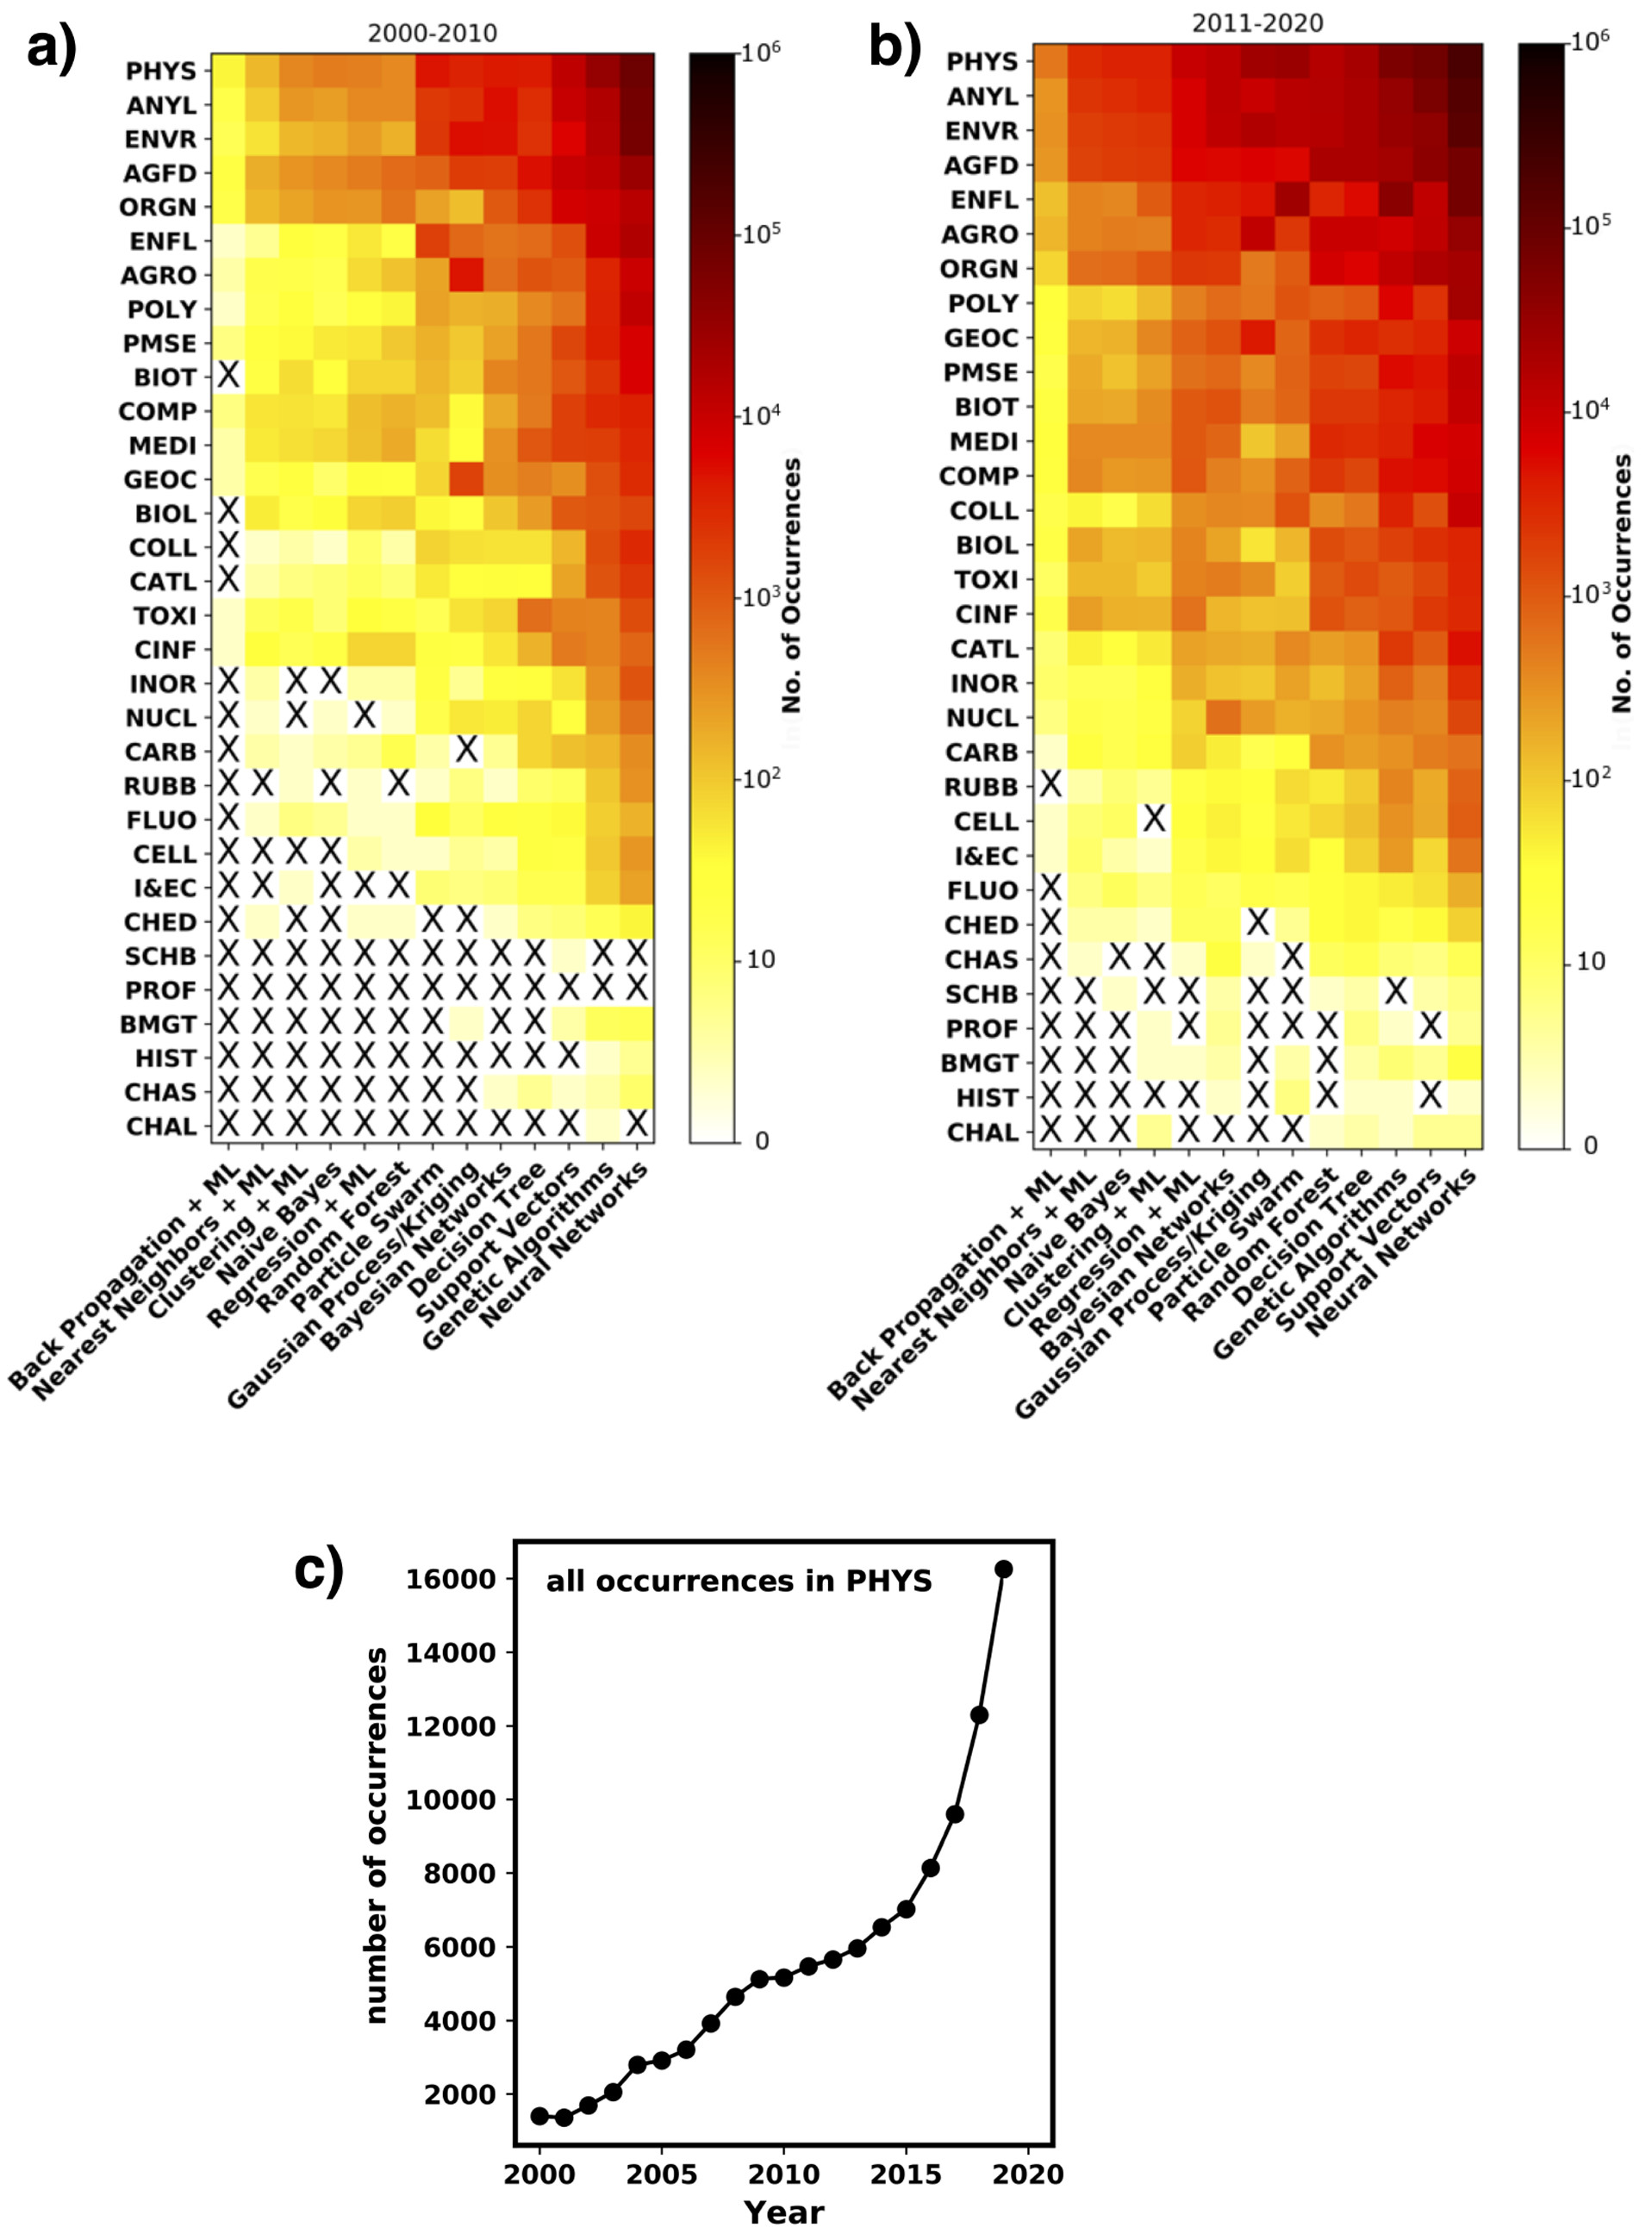 a)
2000-2010
PHYS
ANYL
ENVR
AGFD
ORGN
ENFL
AGRO
POLY
PMSE
BIOT
COMP
MEDI
GEOC
BIOL
COLL
CATL
TOXI
CINF
INOR
NUCL
CARB
RUBB
FLUO
CELL
I&EC
CHED
SCHB
PROF
BMGT
HIST
CHAS
CHAL
Back Propagation + ML
Nearest Neighbors + ML
Clustering + ML
Naive Bayes
Regression + ML
Random Forest
Particle Swarm
Gaussian Process/Kriging
Bayesian Networks
Decision Tree
Support Vectors
Genetic Algorithms
Neural Networks
10⁶
10⁵
10⁴
10³
10²
10
0
No. of Occurrences
b)
2011-2020
PHYS
ANYL
ENVR
AGFD
ENFL
AGRO
ORGN
POLY
GEOC
PMSE
BIOT
MEDI
COMP
COLL
BIOL
TOXI
CINF
CATL
INOR
NUCL
CARB
RUBB
CELL
I&EC
FLUO
CHED
CHAS
SCHB
PROF
BMGT
HIST
CHAL
Back Propagation + ML
Nearest Neighbors + ML
Naive Bayes
Clustering + ML
Regression + ML
Bayesian Networks
Gaussian Process/Kriging
Particle Swarm
Random Forest
Decision Tree
Genetic Algorithms
Support Vectors
Neural Networks
10⁶
10⁵
10⁴
10³
10²
10
0
No. of Occurrences
c)
all occurrences in PHYS
16000
14000
12000
10000
8000
6000
4000
2000
number of occurrences
2000 2005 2010 2015 2020
Year